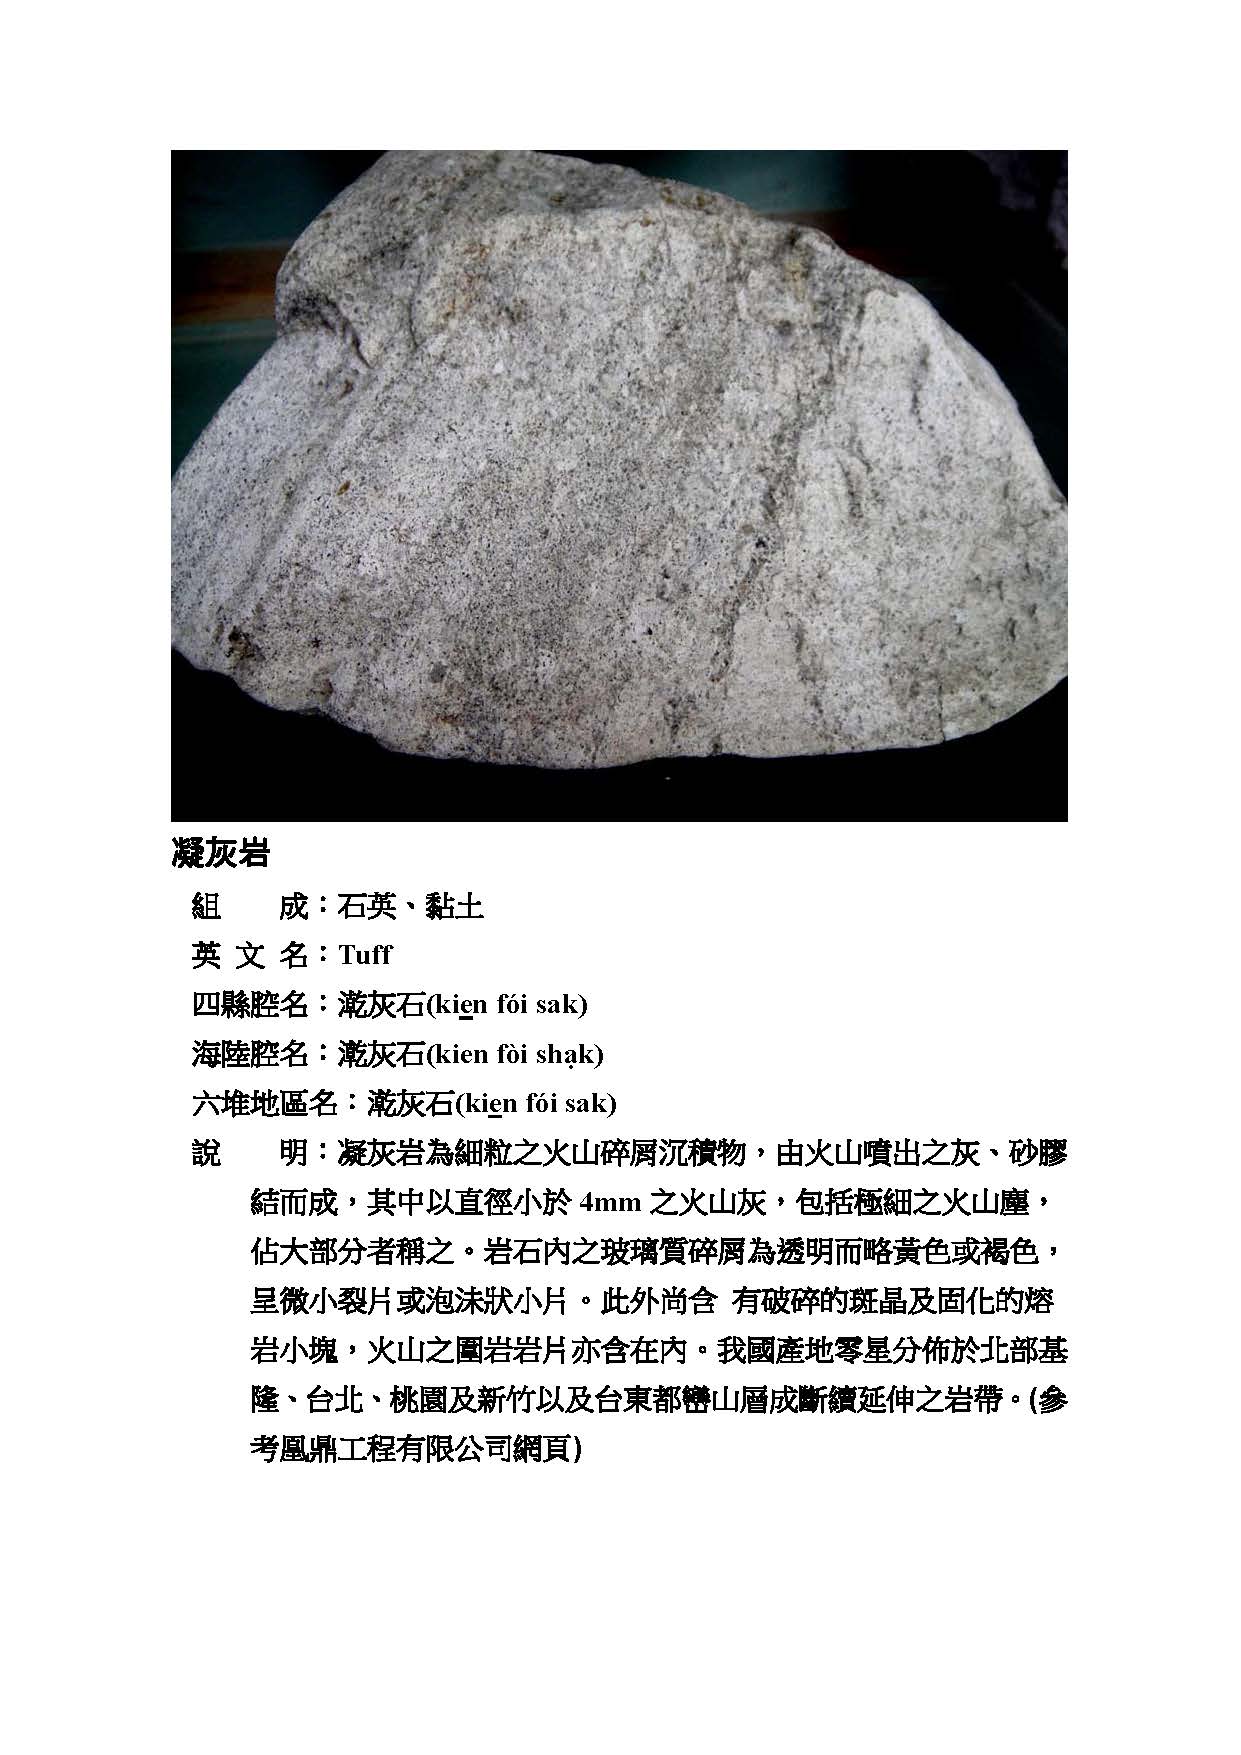 凝灰岩
組　　成：石英、黏土
英 文 名：Tuff
四縣腔名：凝灰石(kien fói sak)
海陸腔名：凝灰石(kien fòi shạk)
六堆地區名：凝灰石(kien fói sak)
說　　明：凝灰岩為細粒之火山碎屑沉積物，由火山噴出之灰、砂膠
結而成，其中以直徑小於 4mm 之火山灰，包括極細之火山塵，
佔大部分者稱之。岩石內之玻璃質碎屑為透明而略黃色或褐色，
呈微小裂片或泡沫狀小片。此外尚含 有破碎的斑晶及固化的熔
岩小塊，火山之圍岩岩片亦含在內。我國產地零星分佈於北部基
隆、台北、桃園及新竹以及台東都巒山層成斷續延伸之岩帶。(參
考凰鼎工程有限公司網頁)